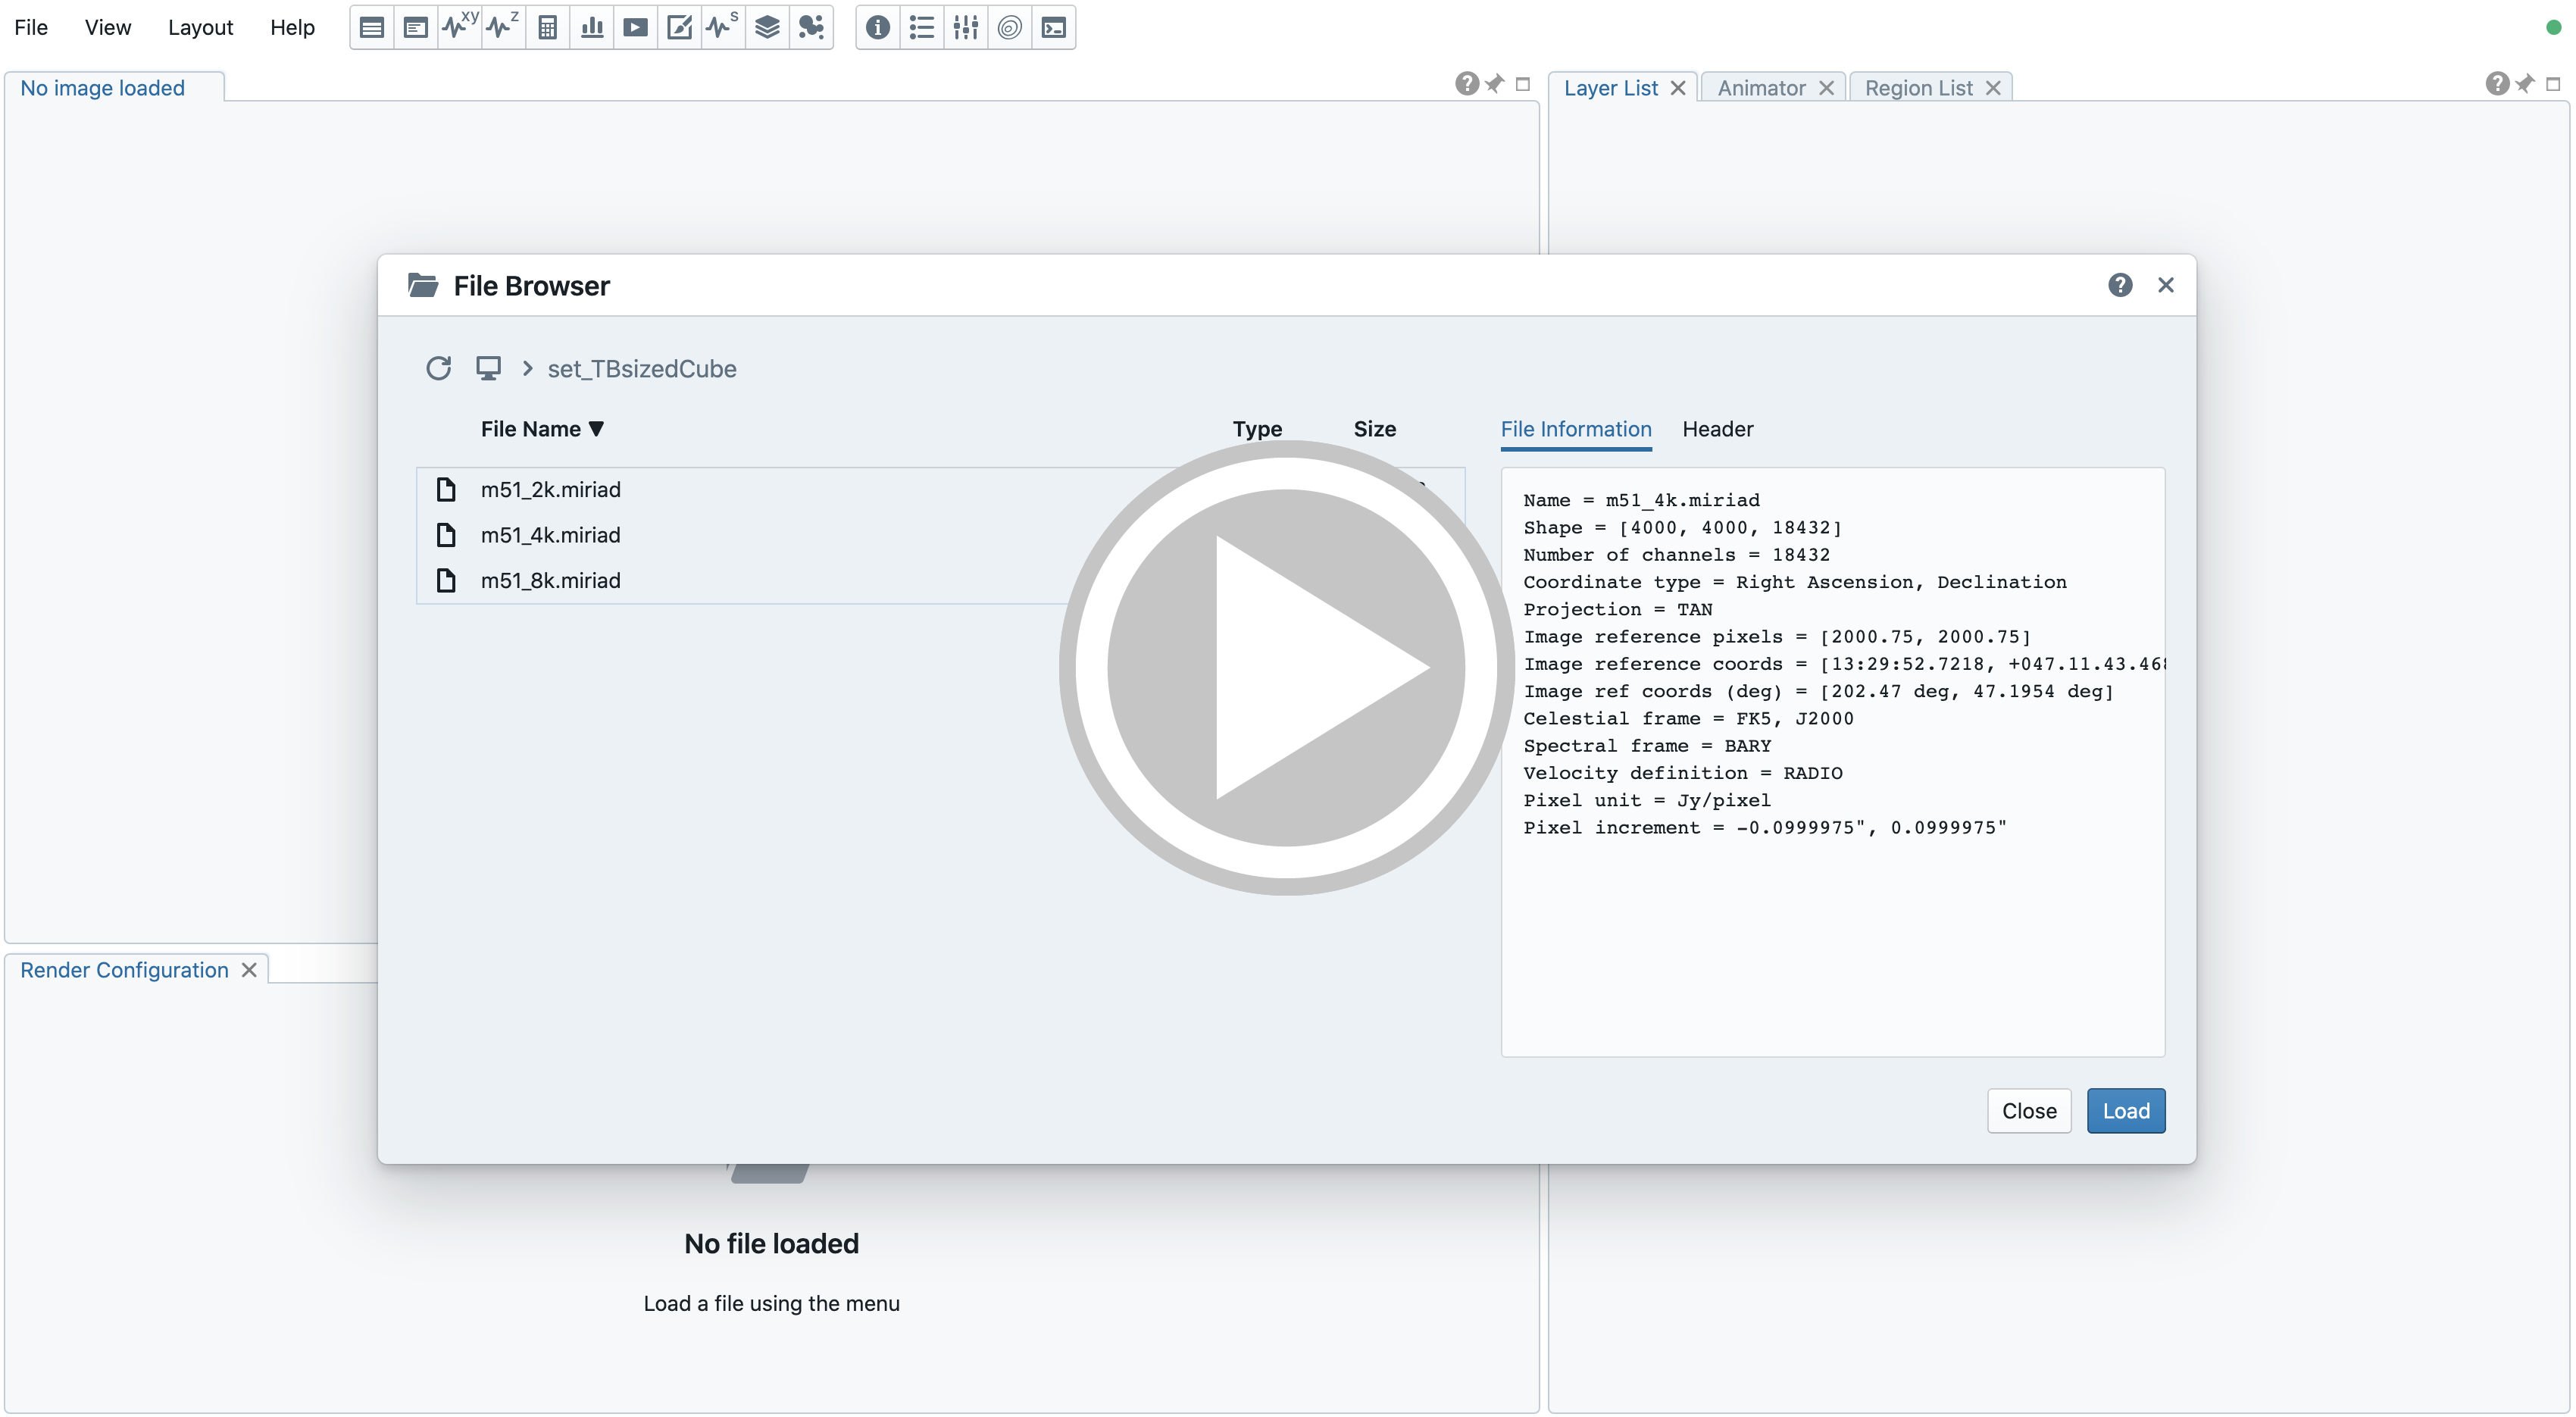 File View Layout Help xy z s
No image loaded
Layer List Animator Region List
File Browser
set_TBsizedCube
File Name Type Size
File Information Header
m51_2k.miriad
m51_4k.miriad
m51_8k.miriad
Name = m51_4k.miriad
Shape = [4000, 4000, 18432]
Number of channels = 18432
Coordinate type = Right Ascension, Declination
Projection = TAN
Image reference pixels = [2000.75, 2000.75]
Image reference coords = [13:29:52.7218, +047.11.43.468
Image ref coords (deg) = [202.47 deg, 47.1954 deg]
Celestial frame = FK5, J2000
Spectral frame = BARY
Velocity definition = RADIO
Pixel unit = Jy/pixel
Pixel increment = -0.0999975", 0.0999975"
Close Load
Render Configuration
No file loaded
Load a file using the menu